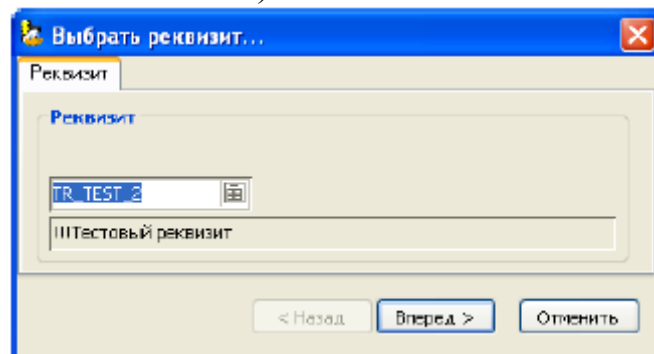 Выбрать реквизит...
Реквизит
Реквизит
TR_TEST_2
!!!Тестовый реквизит
< Назад Вперед > Отменить